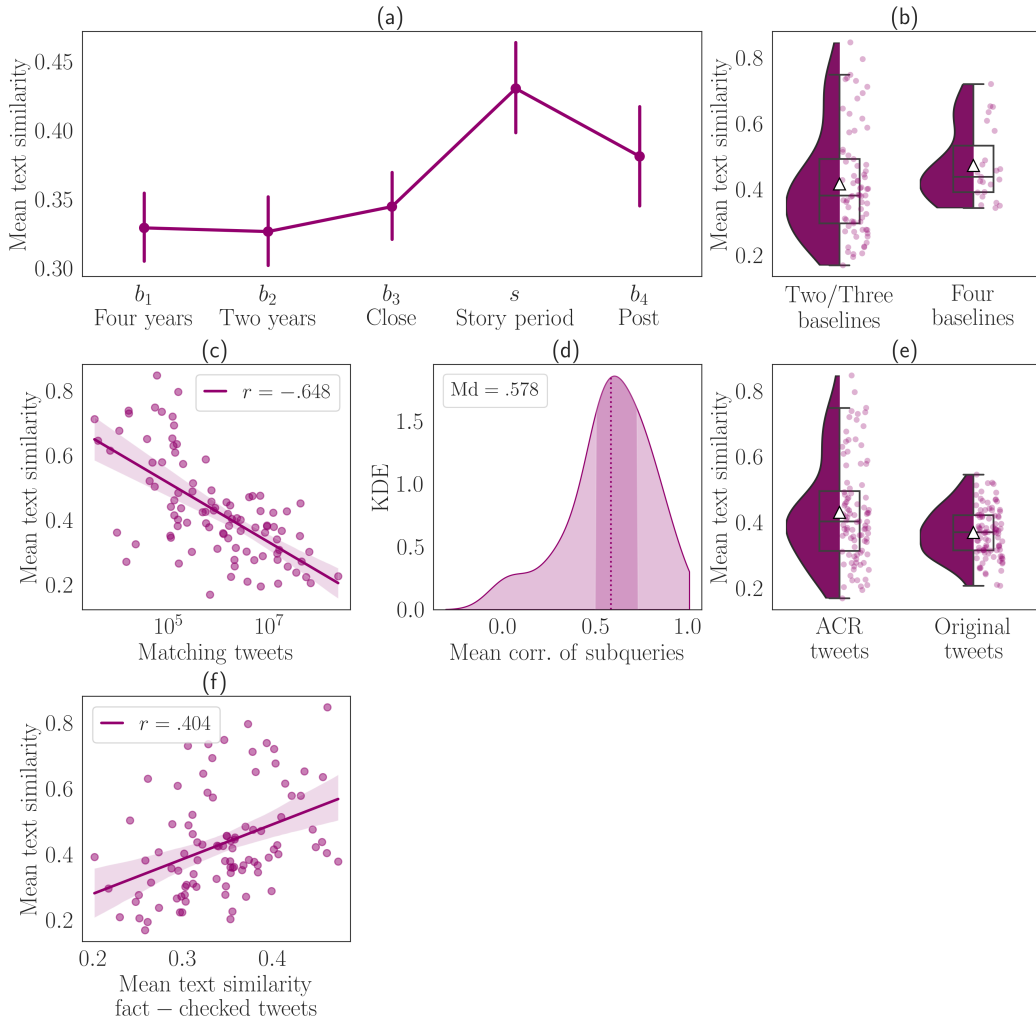 (a)
Mean text similarity
0.45
0.40
0.35
0.30
b₁
Four years
b₂
Two years
b₃
Close
s
Story period
b₄
Post
(b)
Mean text similarity
0.8
0.6
0.4
0.2
Two/Three
baselines
Four
baselines
(c)
Mean text similarity
0.8
0.6
0.4
0.2
r = −.648
10⁵
10⁷
Matching tweets
(d)
Md = .578
KDE
1.5
1.0
0.5
0.0
0.0
0.5
1.0
Mean corr. of subqueries
(e)
Mean text similarity
0.8
0.6
0.4
0.2
ACR
tweets
Original
tweets
(f)
Mean text similarity
0.8
0.6
0.4
0.2
r = .404
0.2
0.3
0.4
Mean text similarity
fact − checked tweets